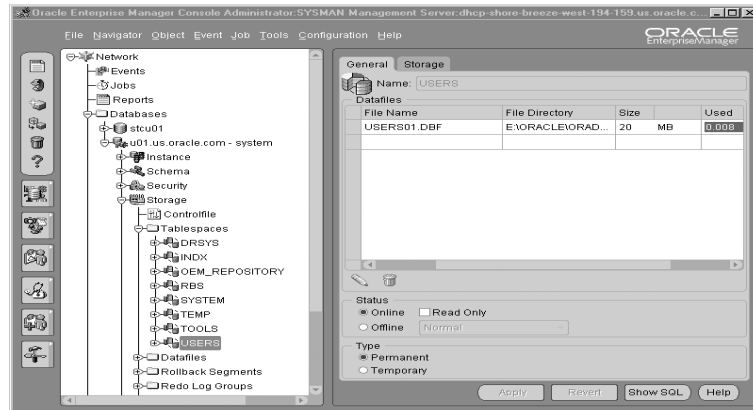 Oracle Enterprise Manager Console Administrator:SYSMAN Management Server:dhcp-shore-breeze-west-194-159.us.oracle.c...
File Navigator Object Event Job Tools Configuration Help
ORACLE
EnterpriseManager
Network
Events
Jobs
Reports
Databases
stcu01
u01.us.oracle.com - system
Instance
Schema
Security
Storage
Controlfile
Tablespaces
DRSYS
INDX
OEM_REPOSITORY
RBS
SYSTEM
TEMP
TOOLS
USERS
Datafiles
Rollback Segments
Redo Log Groups
General Storage
Name: USERS
Datafiles
File Name File Directory Size Used
USERS01.DBF E:\ORACLE\ORAD... 20 MB 0.008
Status
Online Read Only
Offline Normal
Type
Permanent
Temporary
Apply Revert Show SQL Help